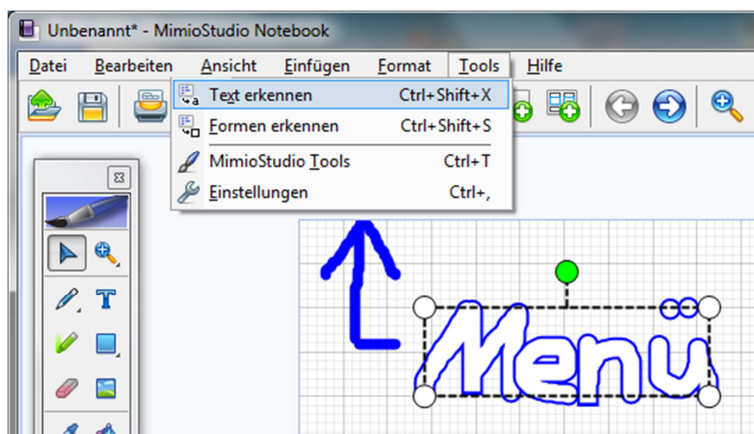 Unbenannt* - MimioStudio Notebook
Datei Bearbeiten Ansicht Einfügen Format Tools Hilfe
Text erkennen Ctrl+Shift+X
Formen erkennen Ctrl+Shift+S
MimioStudio Tools Ctrl+T
Einstellungen Ctrl+,
T
Menü